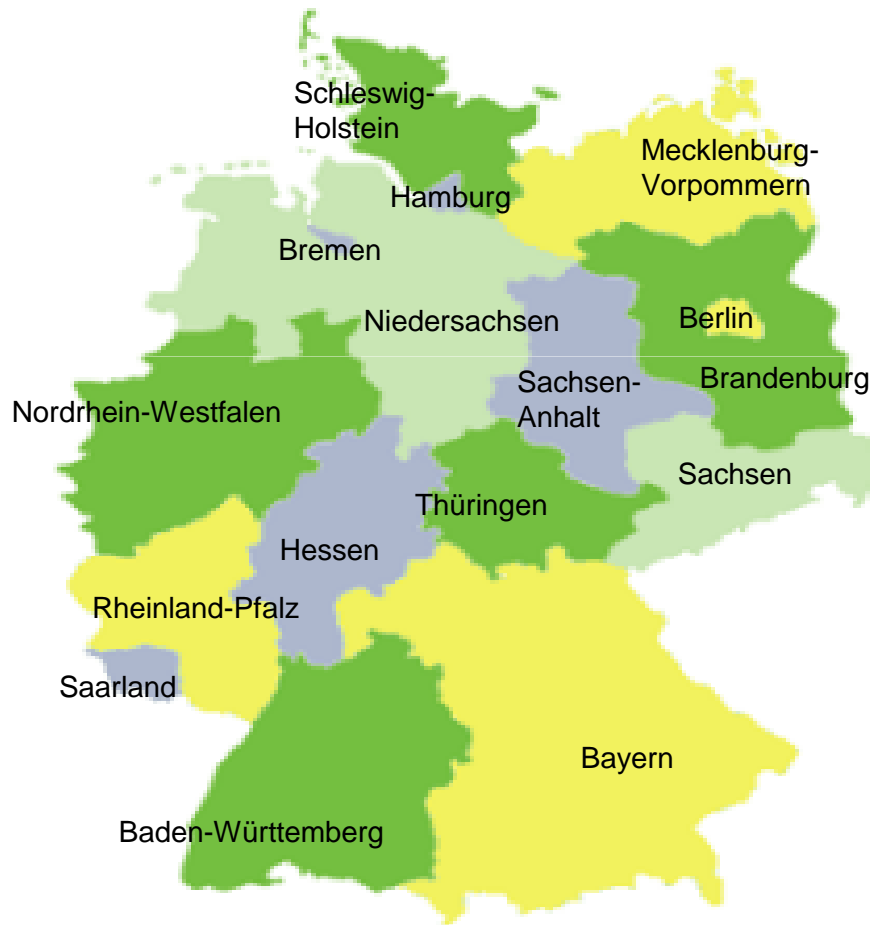 Schleswig-
Holstein
Mecklenburg-
Vorpommern
Hamburg
Bremen
Niedersachsen
Berlin
Sachsen-
Anhalt
Brandenburg
Nordrhein-Westfalen
Sachsen
Thüringen
Hessen
Rheinland-Pfalz
Saarland
Bayern
Baden-Württemberg